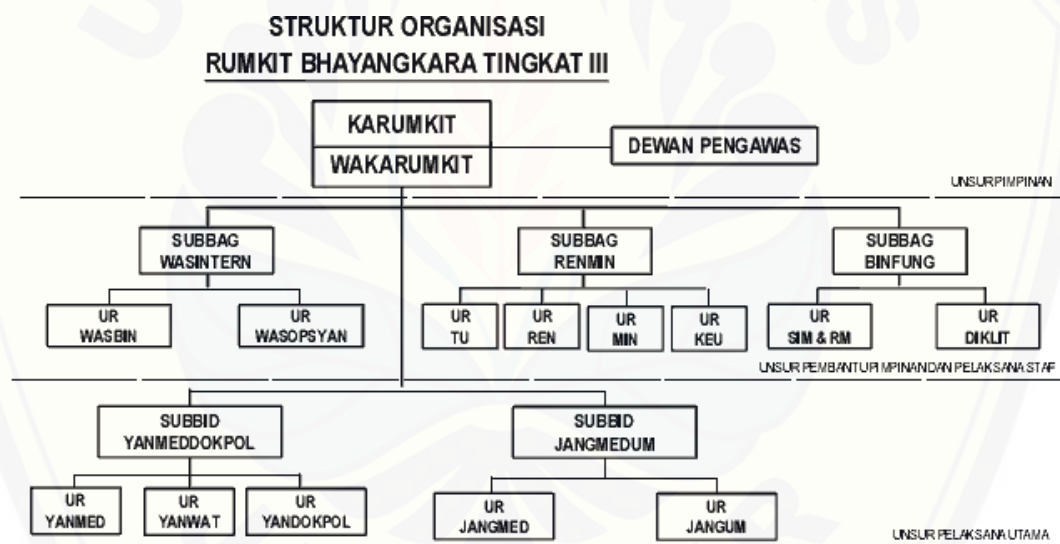 STRUKTUR ORGANISASI
RUMKIT BHAYANGKARA TINGKAT III
KARUMKIT
WAKARUMKIT
DEWAN PENGAWAS
UNSUR PIMPINAN
SUBBAG
WASINTERN
SUBBAG
RENMIN
SUBBAG
BINFUNG
UR
WASBIN
UR
WASOPSYAN
UR
TU
UR
REN
UR
MIN
UR
KEU
UR
SIM & RM
UR
DIKLIT
UNSUR PEMBANTU PIMPINAN DAN PELAKSANA STAF
SUBBID
YANMEDDOKPOL
SUBBID
JANGMEDUM
UR
YANMED
UR
YANWAT
UR
YANDOKPOL
UR
JANGMED
UR
JANGUM
UNSUR PELAKSANA UTAMA